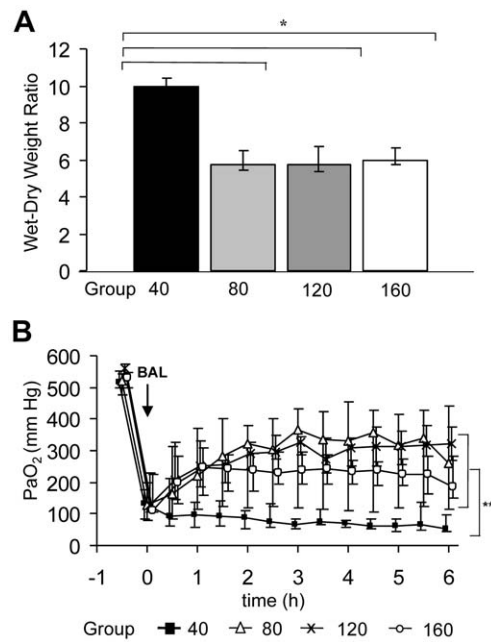 A
*
Wet-Dry Weight Ratio
12
10
8
6
4
2
0
Group 40 80 120 160
B
PaO2 (mm Hg)
600
500
400
300
200
100
0
BAL
**
-1 0 1 2 3 4 5 6
time (h)
Group 40 80 120 160